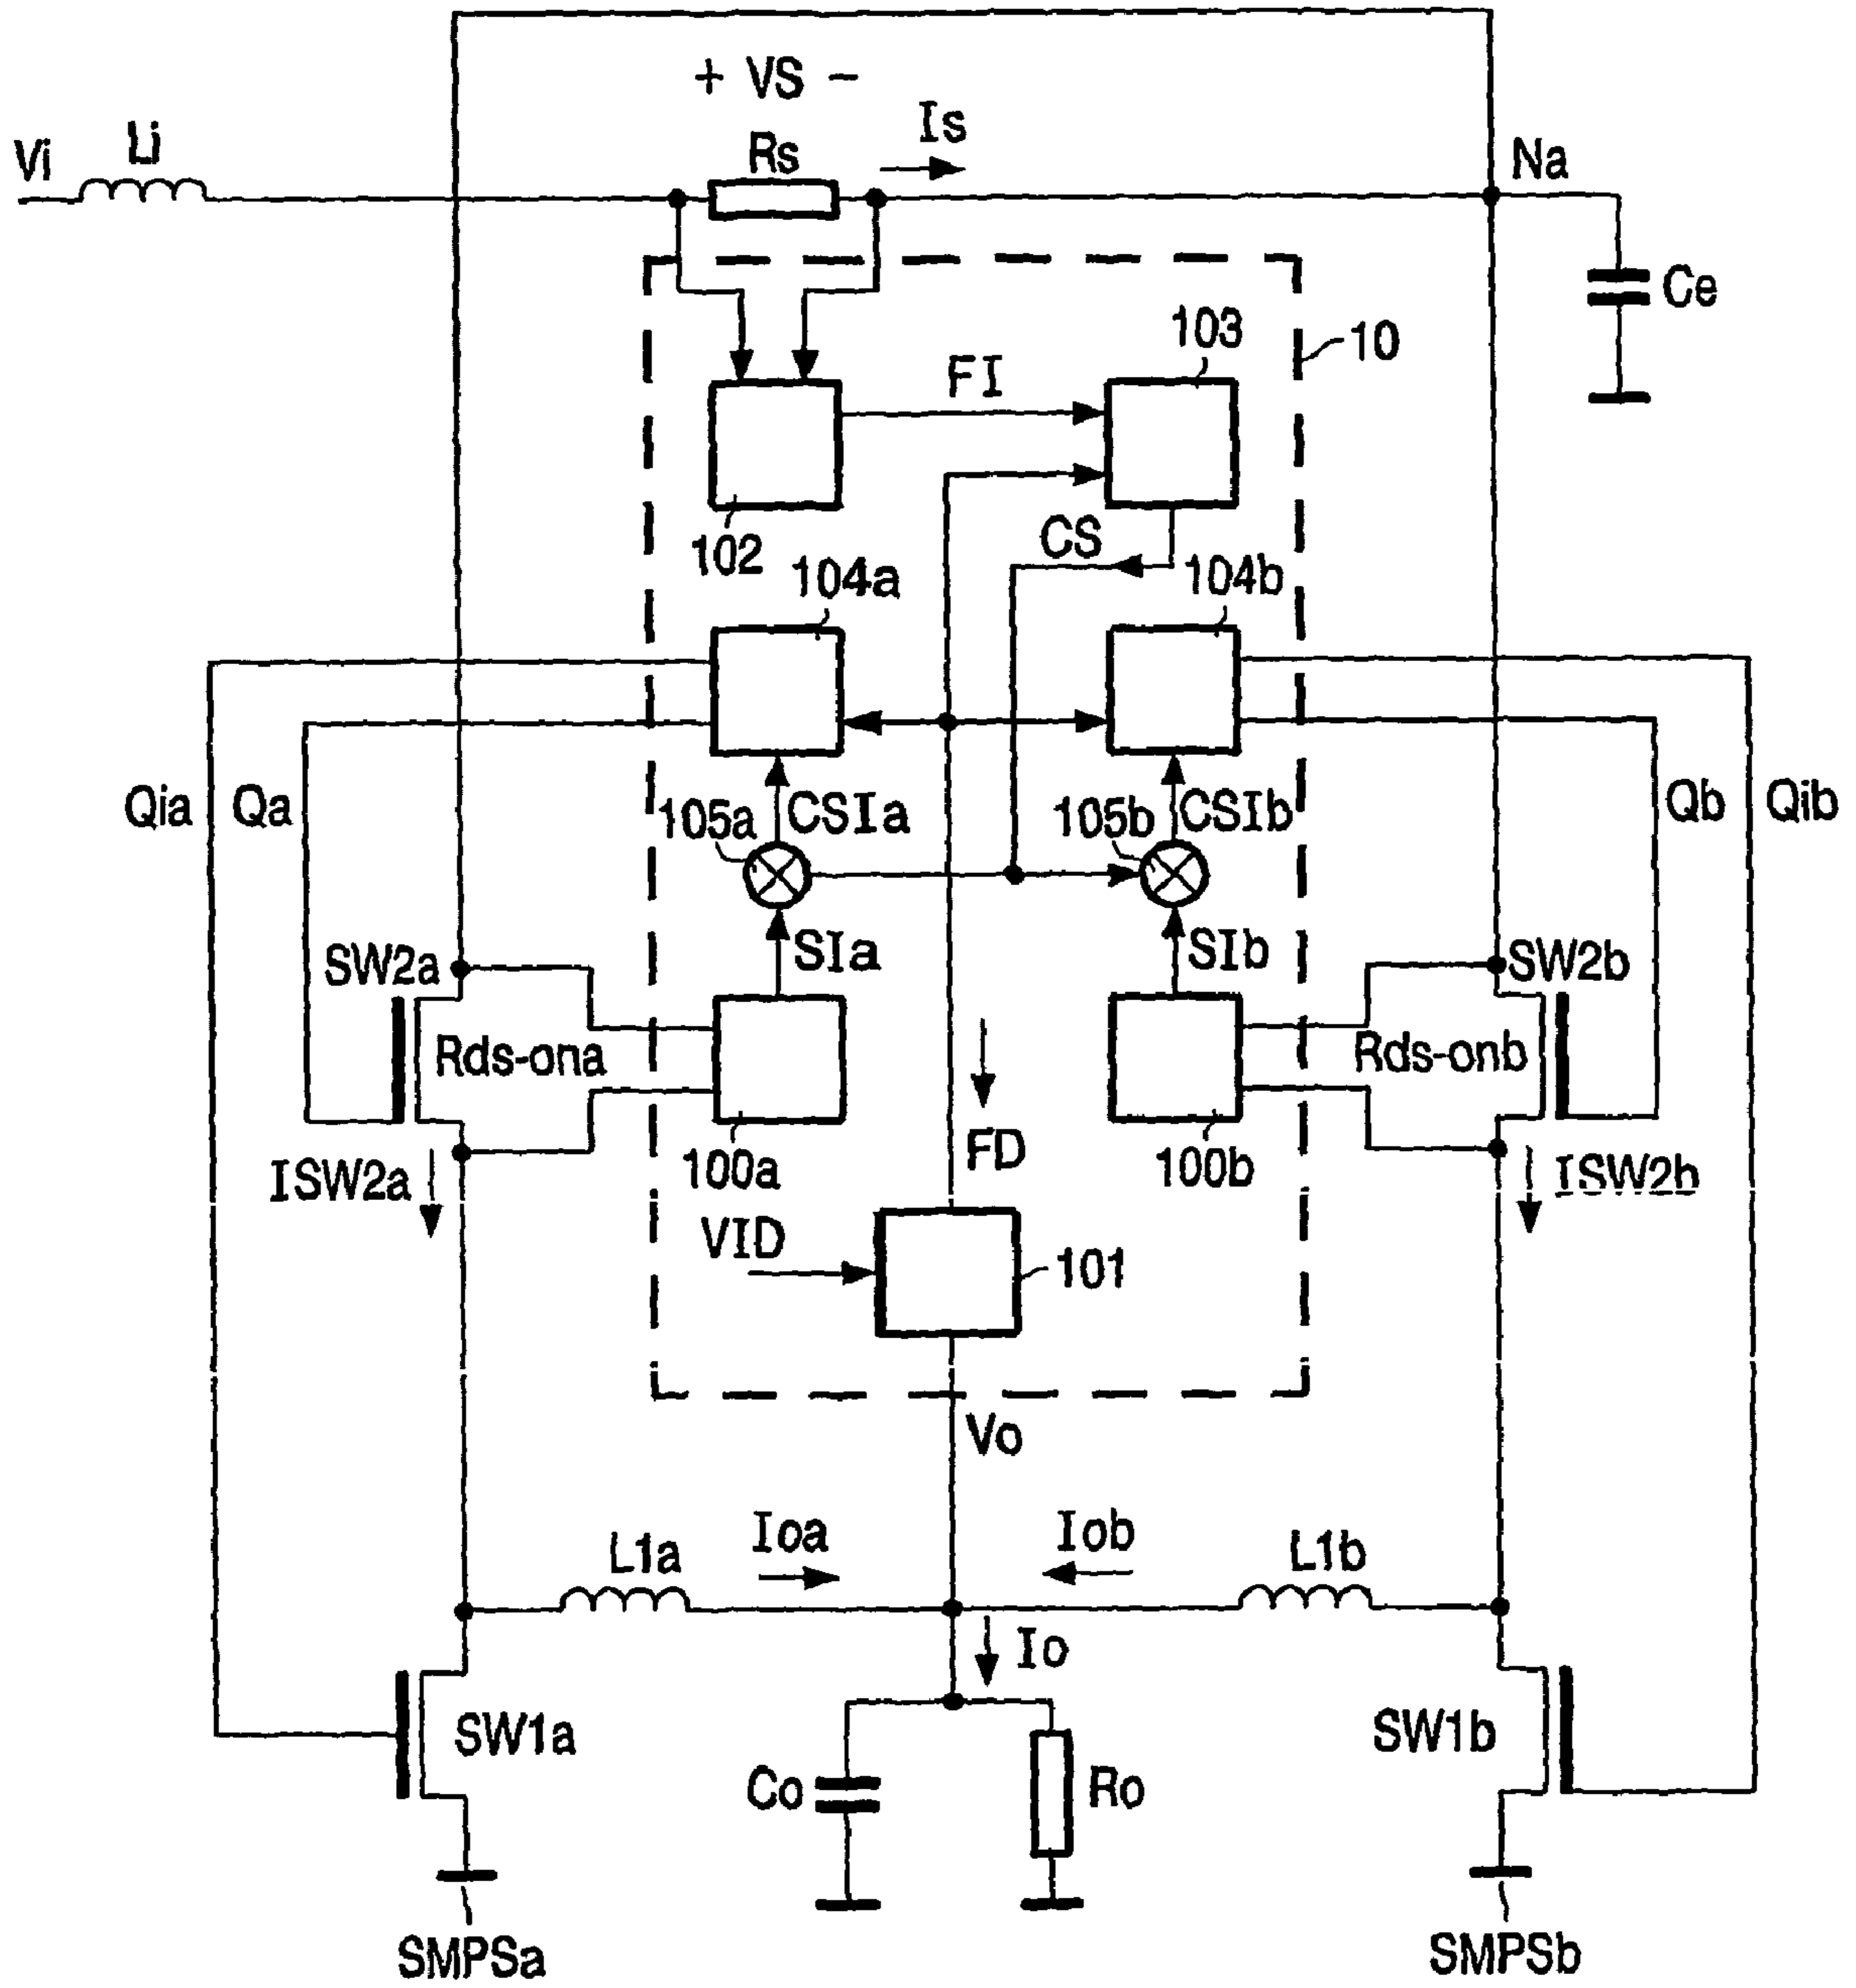 + VS −
Is
Vi
Li
Rs
Na
Ce
103
10
FI
102
CS
104a
104b
Qia
Qa
105a
CSIa
105b
CSIb
Qb
Qib
SIa
SIb
SW2a
SW2b
Rds-ona
Rds-onb
FD
100a
100b
ISW2a
ISW2b
VID
101
Vo
Ioa
Iob
L1a
L1b
Io
SW1a
SW1b
Co
Ro
SMPSa
SMPSb